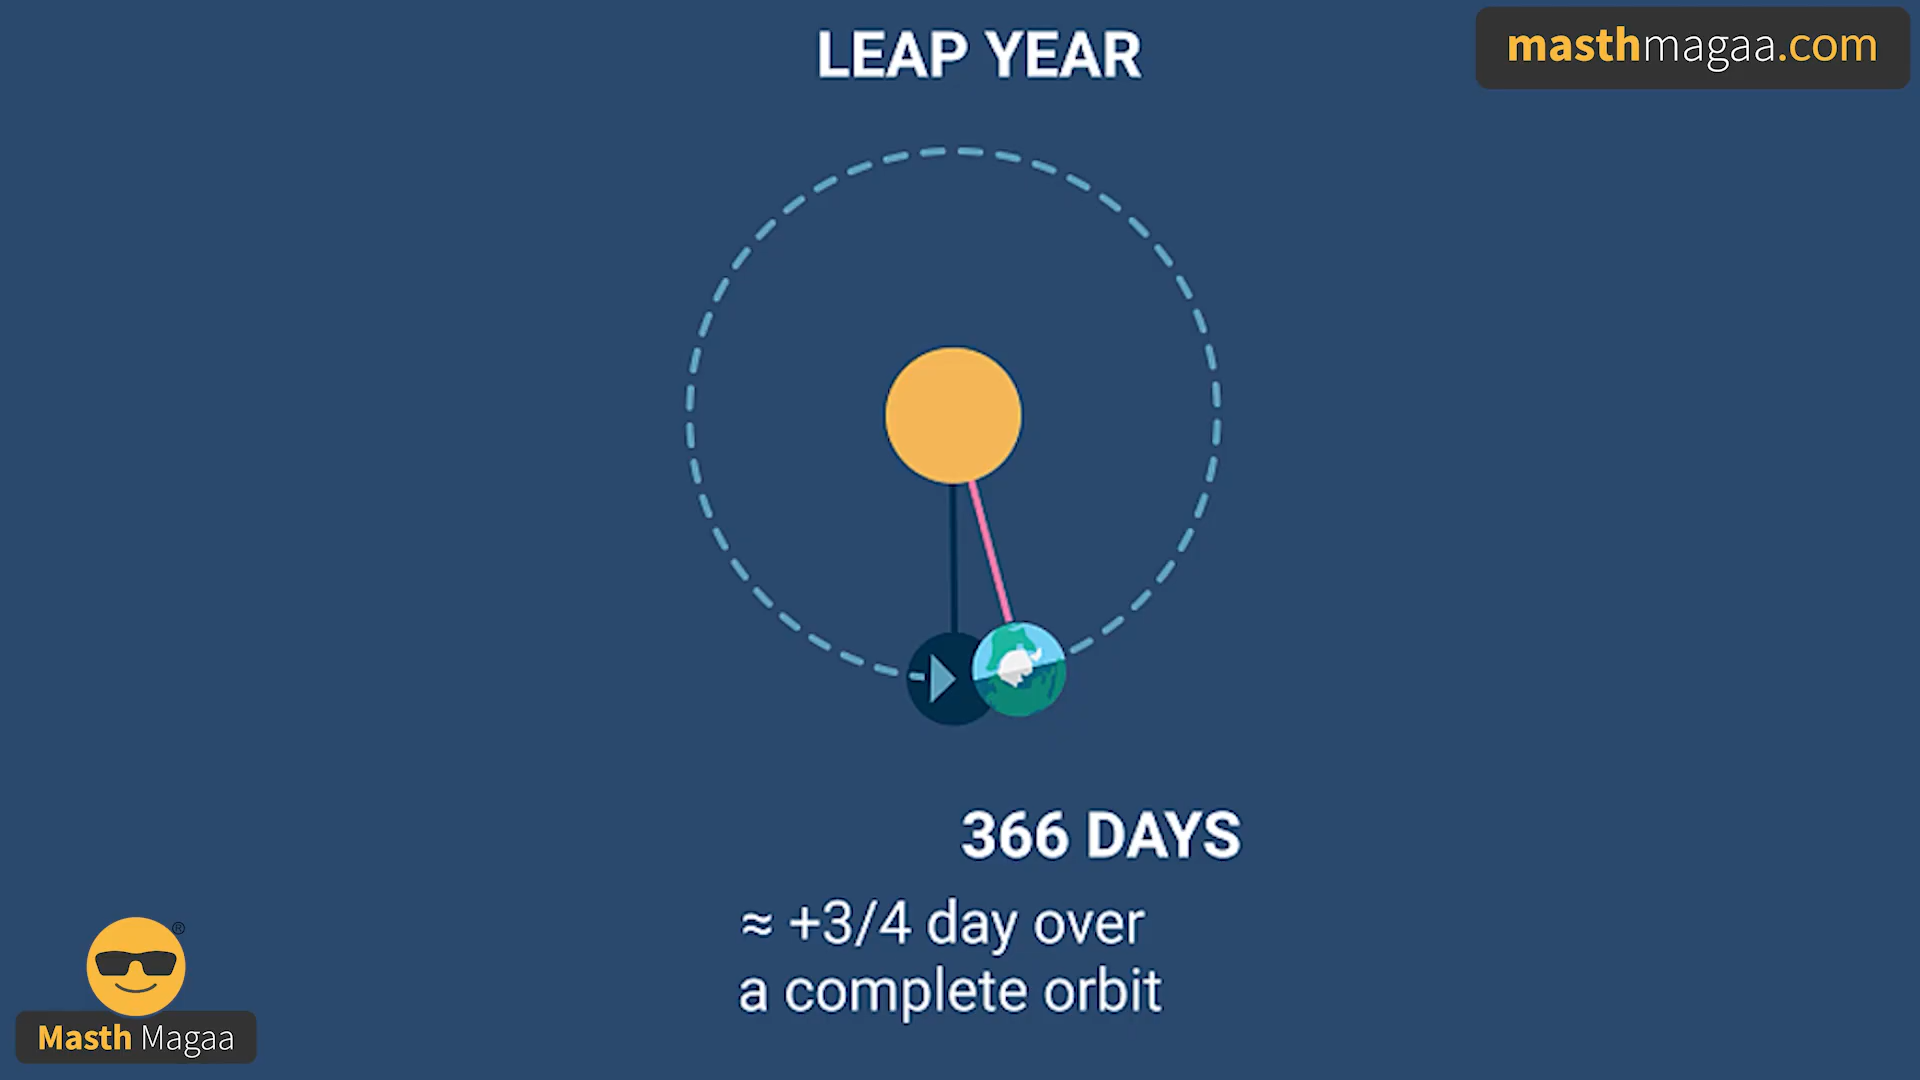 LEAP YEAR
masthmagaa.com
366 DAYS
≈ +3/4 day over
a complete orbit
®
Masth Magaa